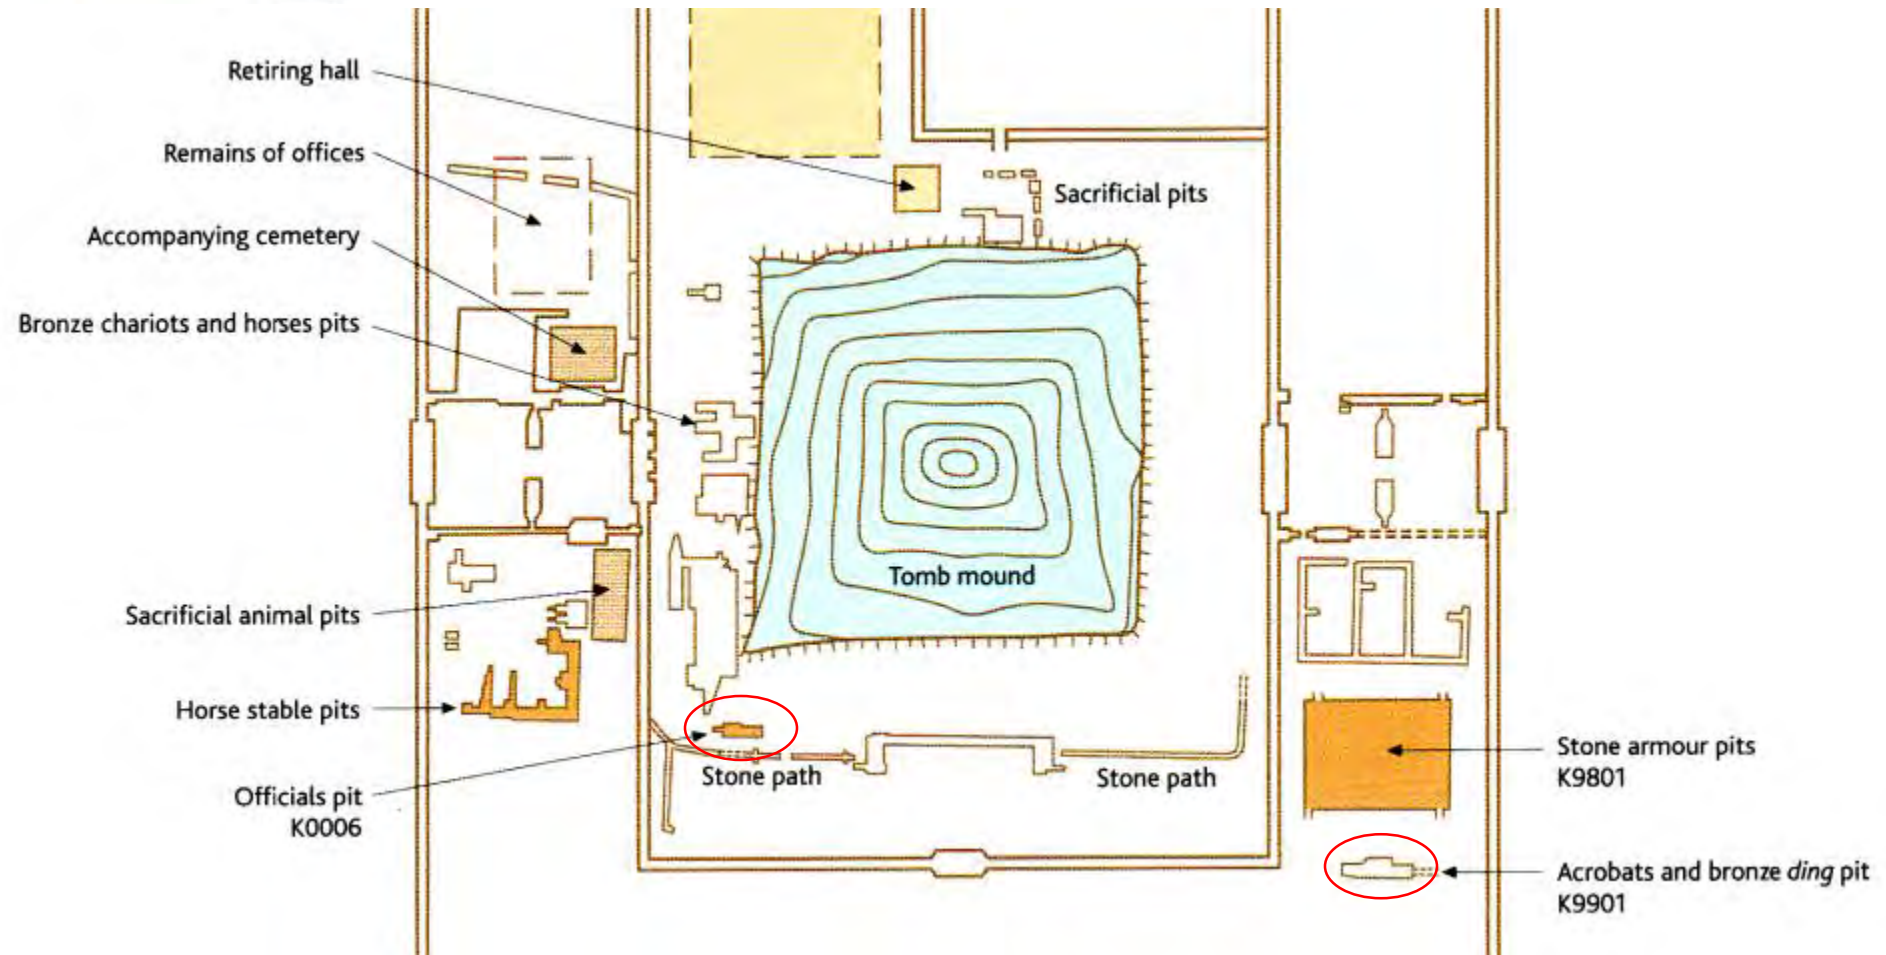 Retiring hall
Remains of offices
Accompanying cemetery
Bronze chariots and horses pits
Sacrificial animal pits
Horse stable pits
Officials pit
K0006
Sacrificial pits
Tomb mound
Stone path
Stone path
Stone armour pits
K9801
Acrobats and bronze ding pit
K9901